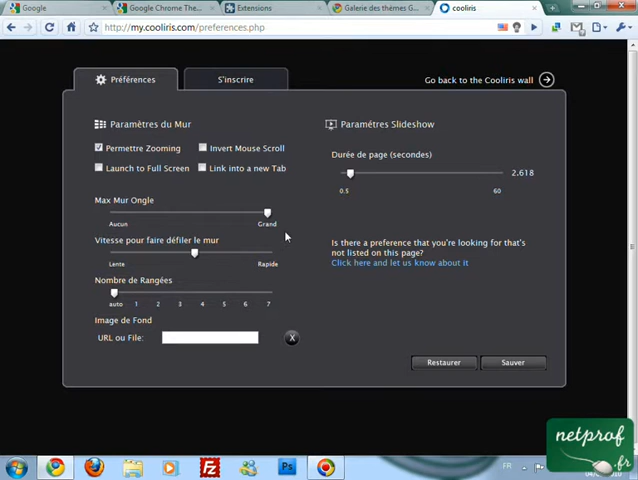 Google
Google Chrome The...
Extensions
Galerie des thèmes G...
cooliris
http://my.cooliris.com/preferences.php
Préférences
S'inscrire
Go back to the Cooliris wall
Paramètres du Mur
Permettre Zooming
Invert Mouse Scroll
Launch to Full Screen
Link into a new Tab
Max Mur Ongle
Aucun
Grand
Vitesse pour faire défiler le mur
Lente
Rapide
Nombre de Rangées
auto 1 2 3 4 5 6 7
Image de Fond
URL ou File:
X
Paramétres Slideshow
Durée de page (secondes)
2.618
0.5
60
Is there a preference that you're looking for that's
not listed on this page?
Click here and let us know about it
Restaurer
Sauver
netprof
.fr
Ps
FR